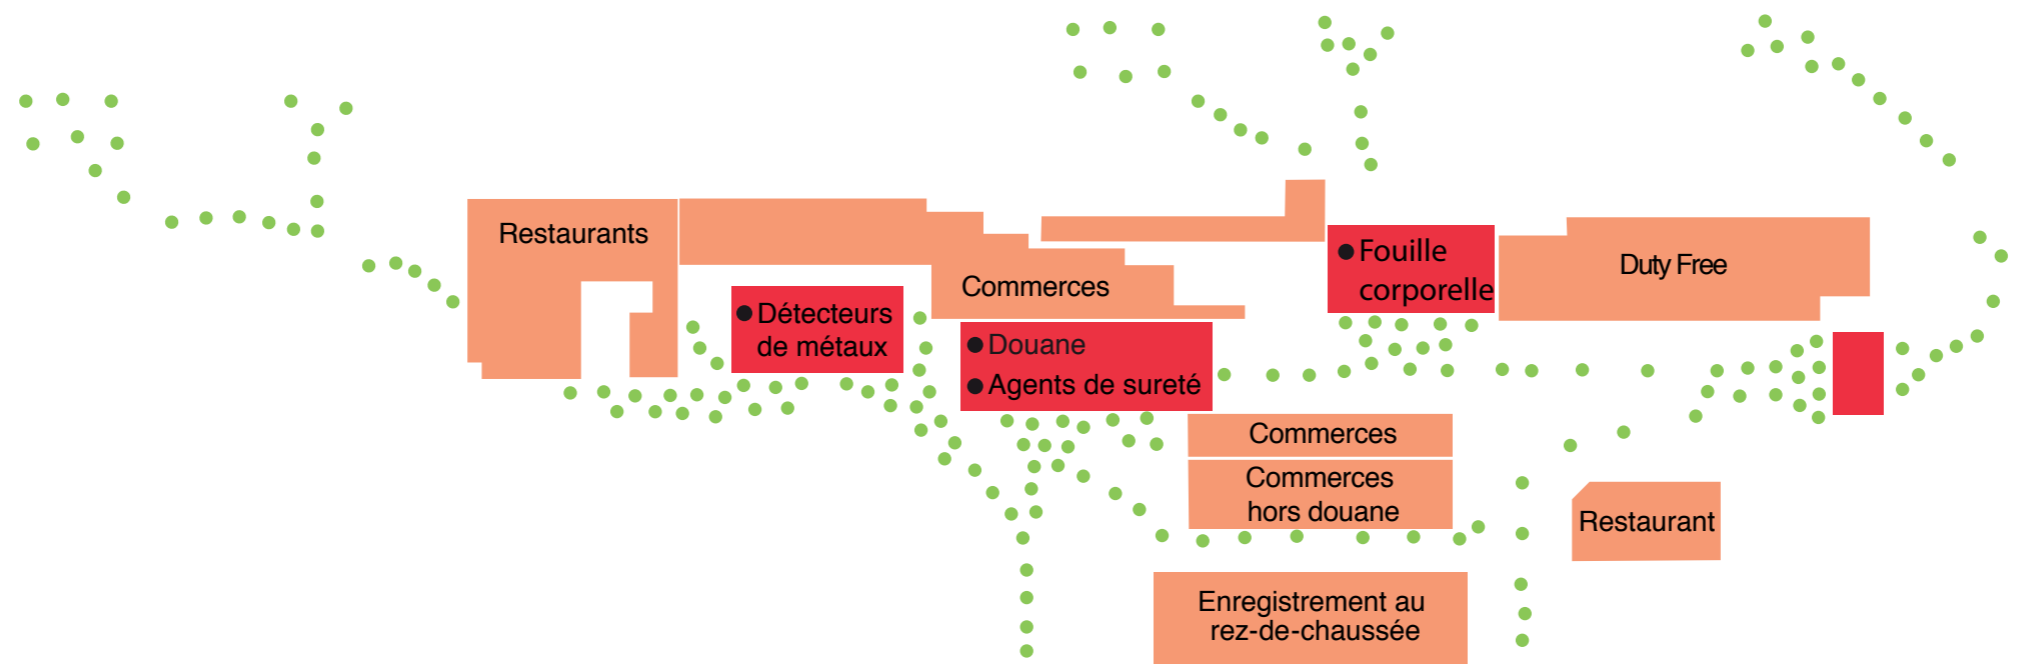 Restaurants
Commerces
Fouille
corporelle
Duty Free
Détecteurs
de métaux
Douane
Agents de sureté
Commerces
Commerces
hors douane
Restaurant
Enregistrement au
rez-de-chaussée